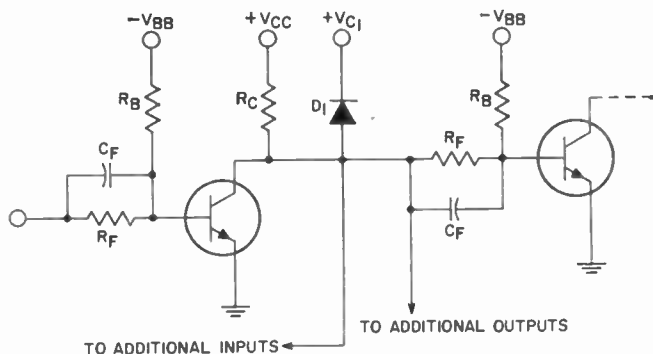 -VBB
+VCC
+VC1
-VBB
RB
RC
D1
RB
CF
RF
RF
CF
TO ADDITIONAL OUTPUTS
TO ADDITIONAL INPUTS